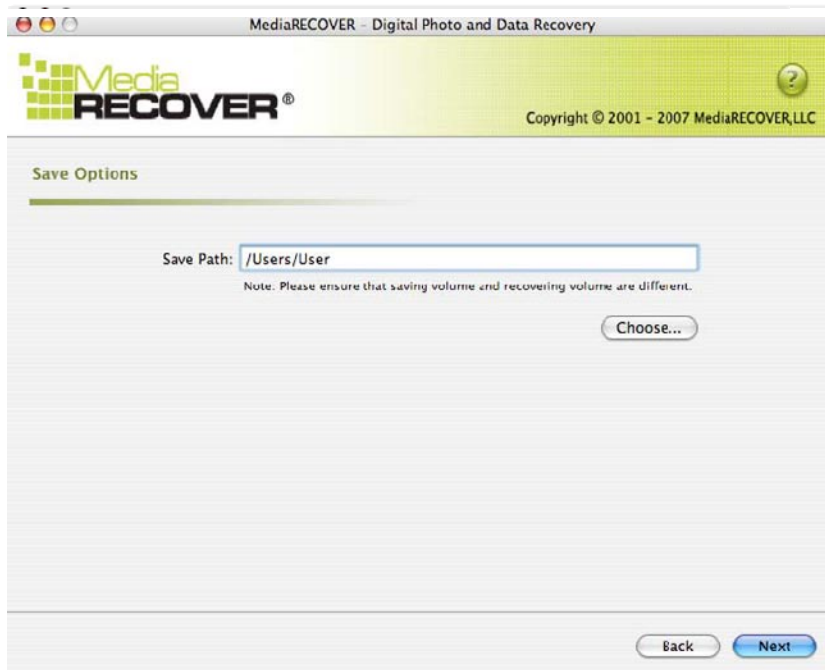 MediaRECOVER – Digital Photo and Data Recovery
Media
RECOVER®
?
Copyright © 2001 – 2007 MediaRECOVER,LLC
Save Options
Save Path: /Users/User
Note: Please ensure that saving volume and recovering volume are different.
Choose...
Back Next